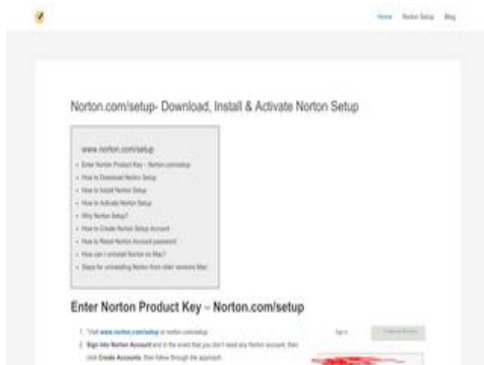 Home Norton Setup Blog
Norton.com/setup- Download, Install & Activate Norton Setup
www.norton.com/setup
Enter Norton Product Key – Norton.com/setup
How to Download Norton Setup
How to Install Norton Setup
How to Activate Norton Setup
Why Norton Setup?
How to Create Norton Setup Account
How to Reset Norton Account password
How can I uninstall Norton on Mac?
Steps for uninstalling Norton from older versions Mac
Enter Norton Product Key – Norton.com/setup
1. Visit www.norton.com/setup or norton.com/setup
2. Sign into Norton Account and in the event that you don't need any Norton account, then
click Create Accounts then follow through the approach